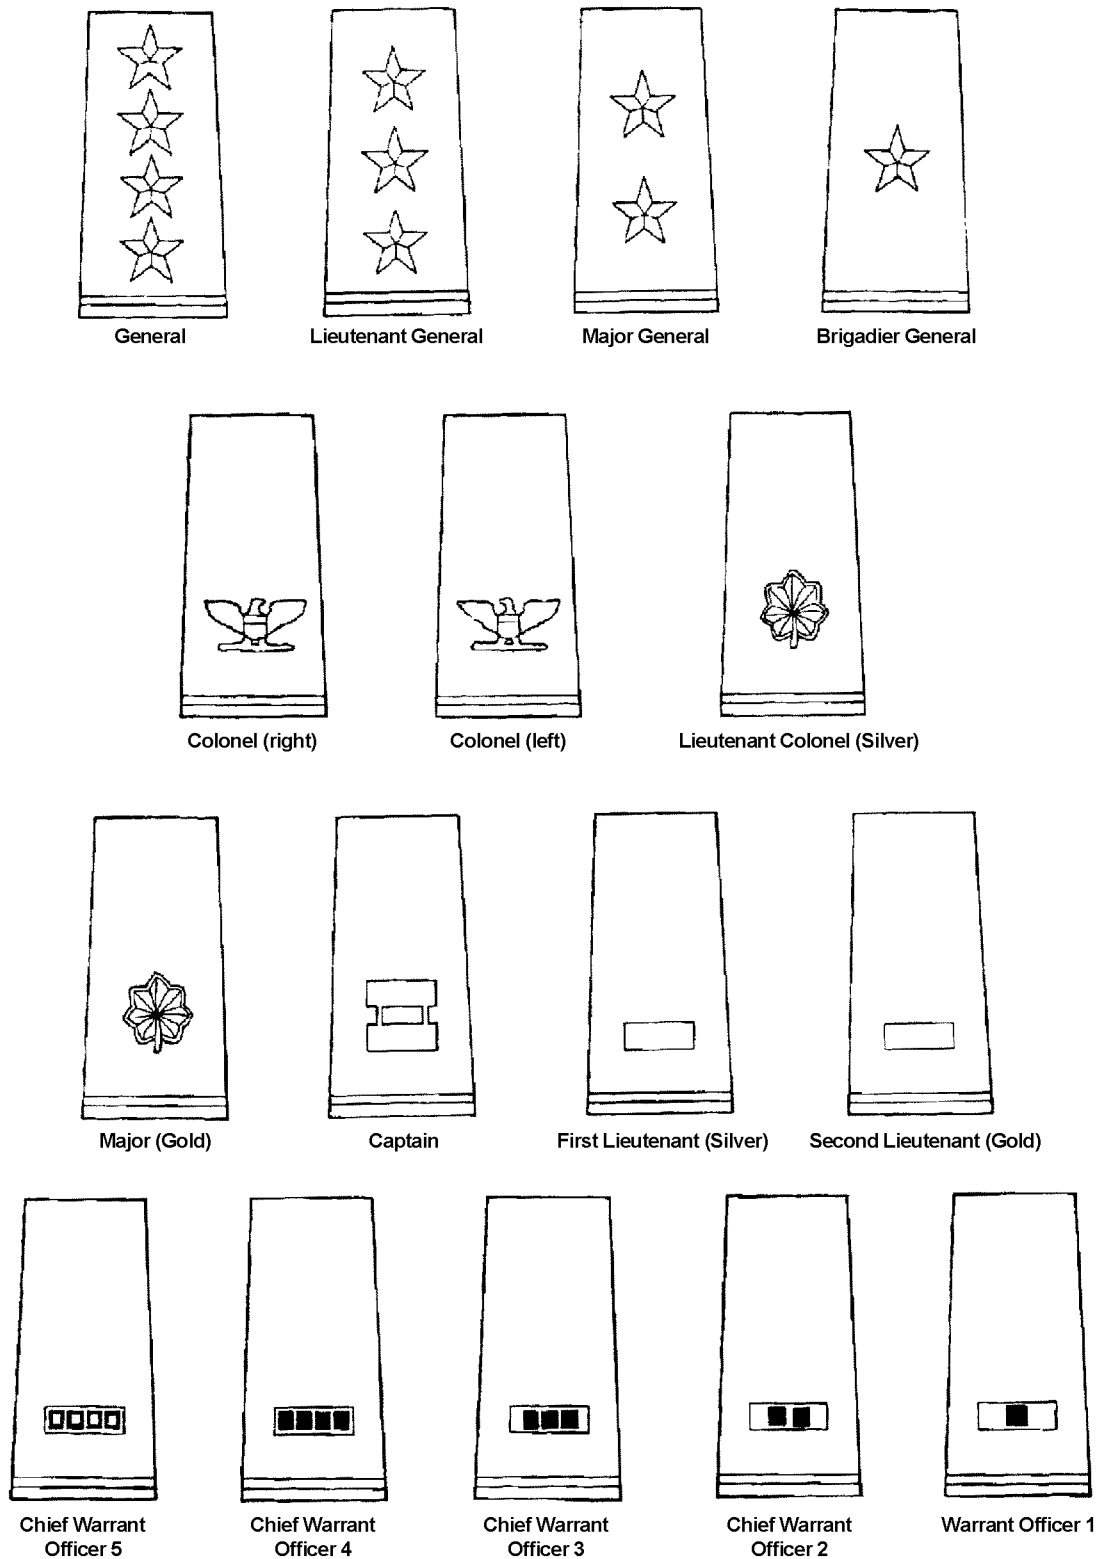 General
Lieutenant General
Major General
Brigadier General
Colonel (right)
Colonel (left)
Lieutenant Colonel (Silver)
Major (Gold)
Captain
First Lieutenant (Silver)
Second Lieutenant (Gold)
Chief Warrant
Officer 5
Chief Warrant
Officer 4
Chief Warrant
Officer 3
Chief Warrant
Officer 2
Warrant Officer 1